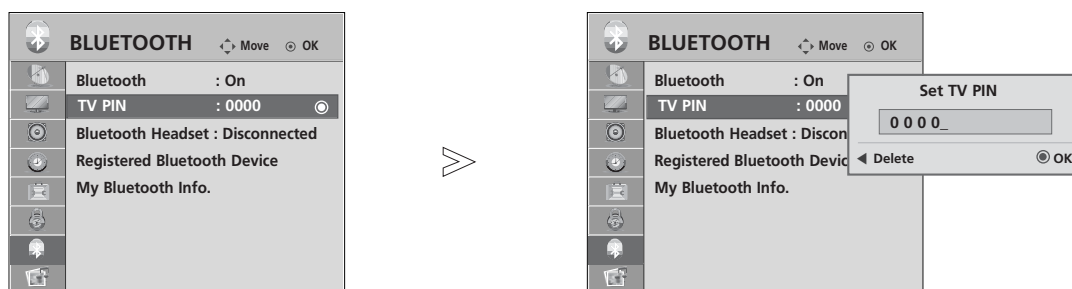 BLUETOOTH Move OK
Bluetooth : On
TV PIN : 0000
Bluetooth Headset : Disconnected
Registered Bluetooth Device
My Bluetooth Info.
BLUETOOTH Move OK
Bluetooth : On
TV PIN : 0000
Bluetooth Headset : Discon
Registered Bluetooth Devic
My Bluetooth Info.
Set TV PIN
0 0 0 0_
Delete OK